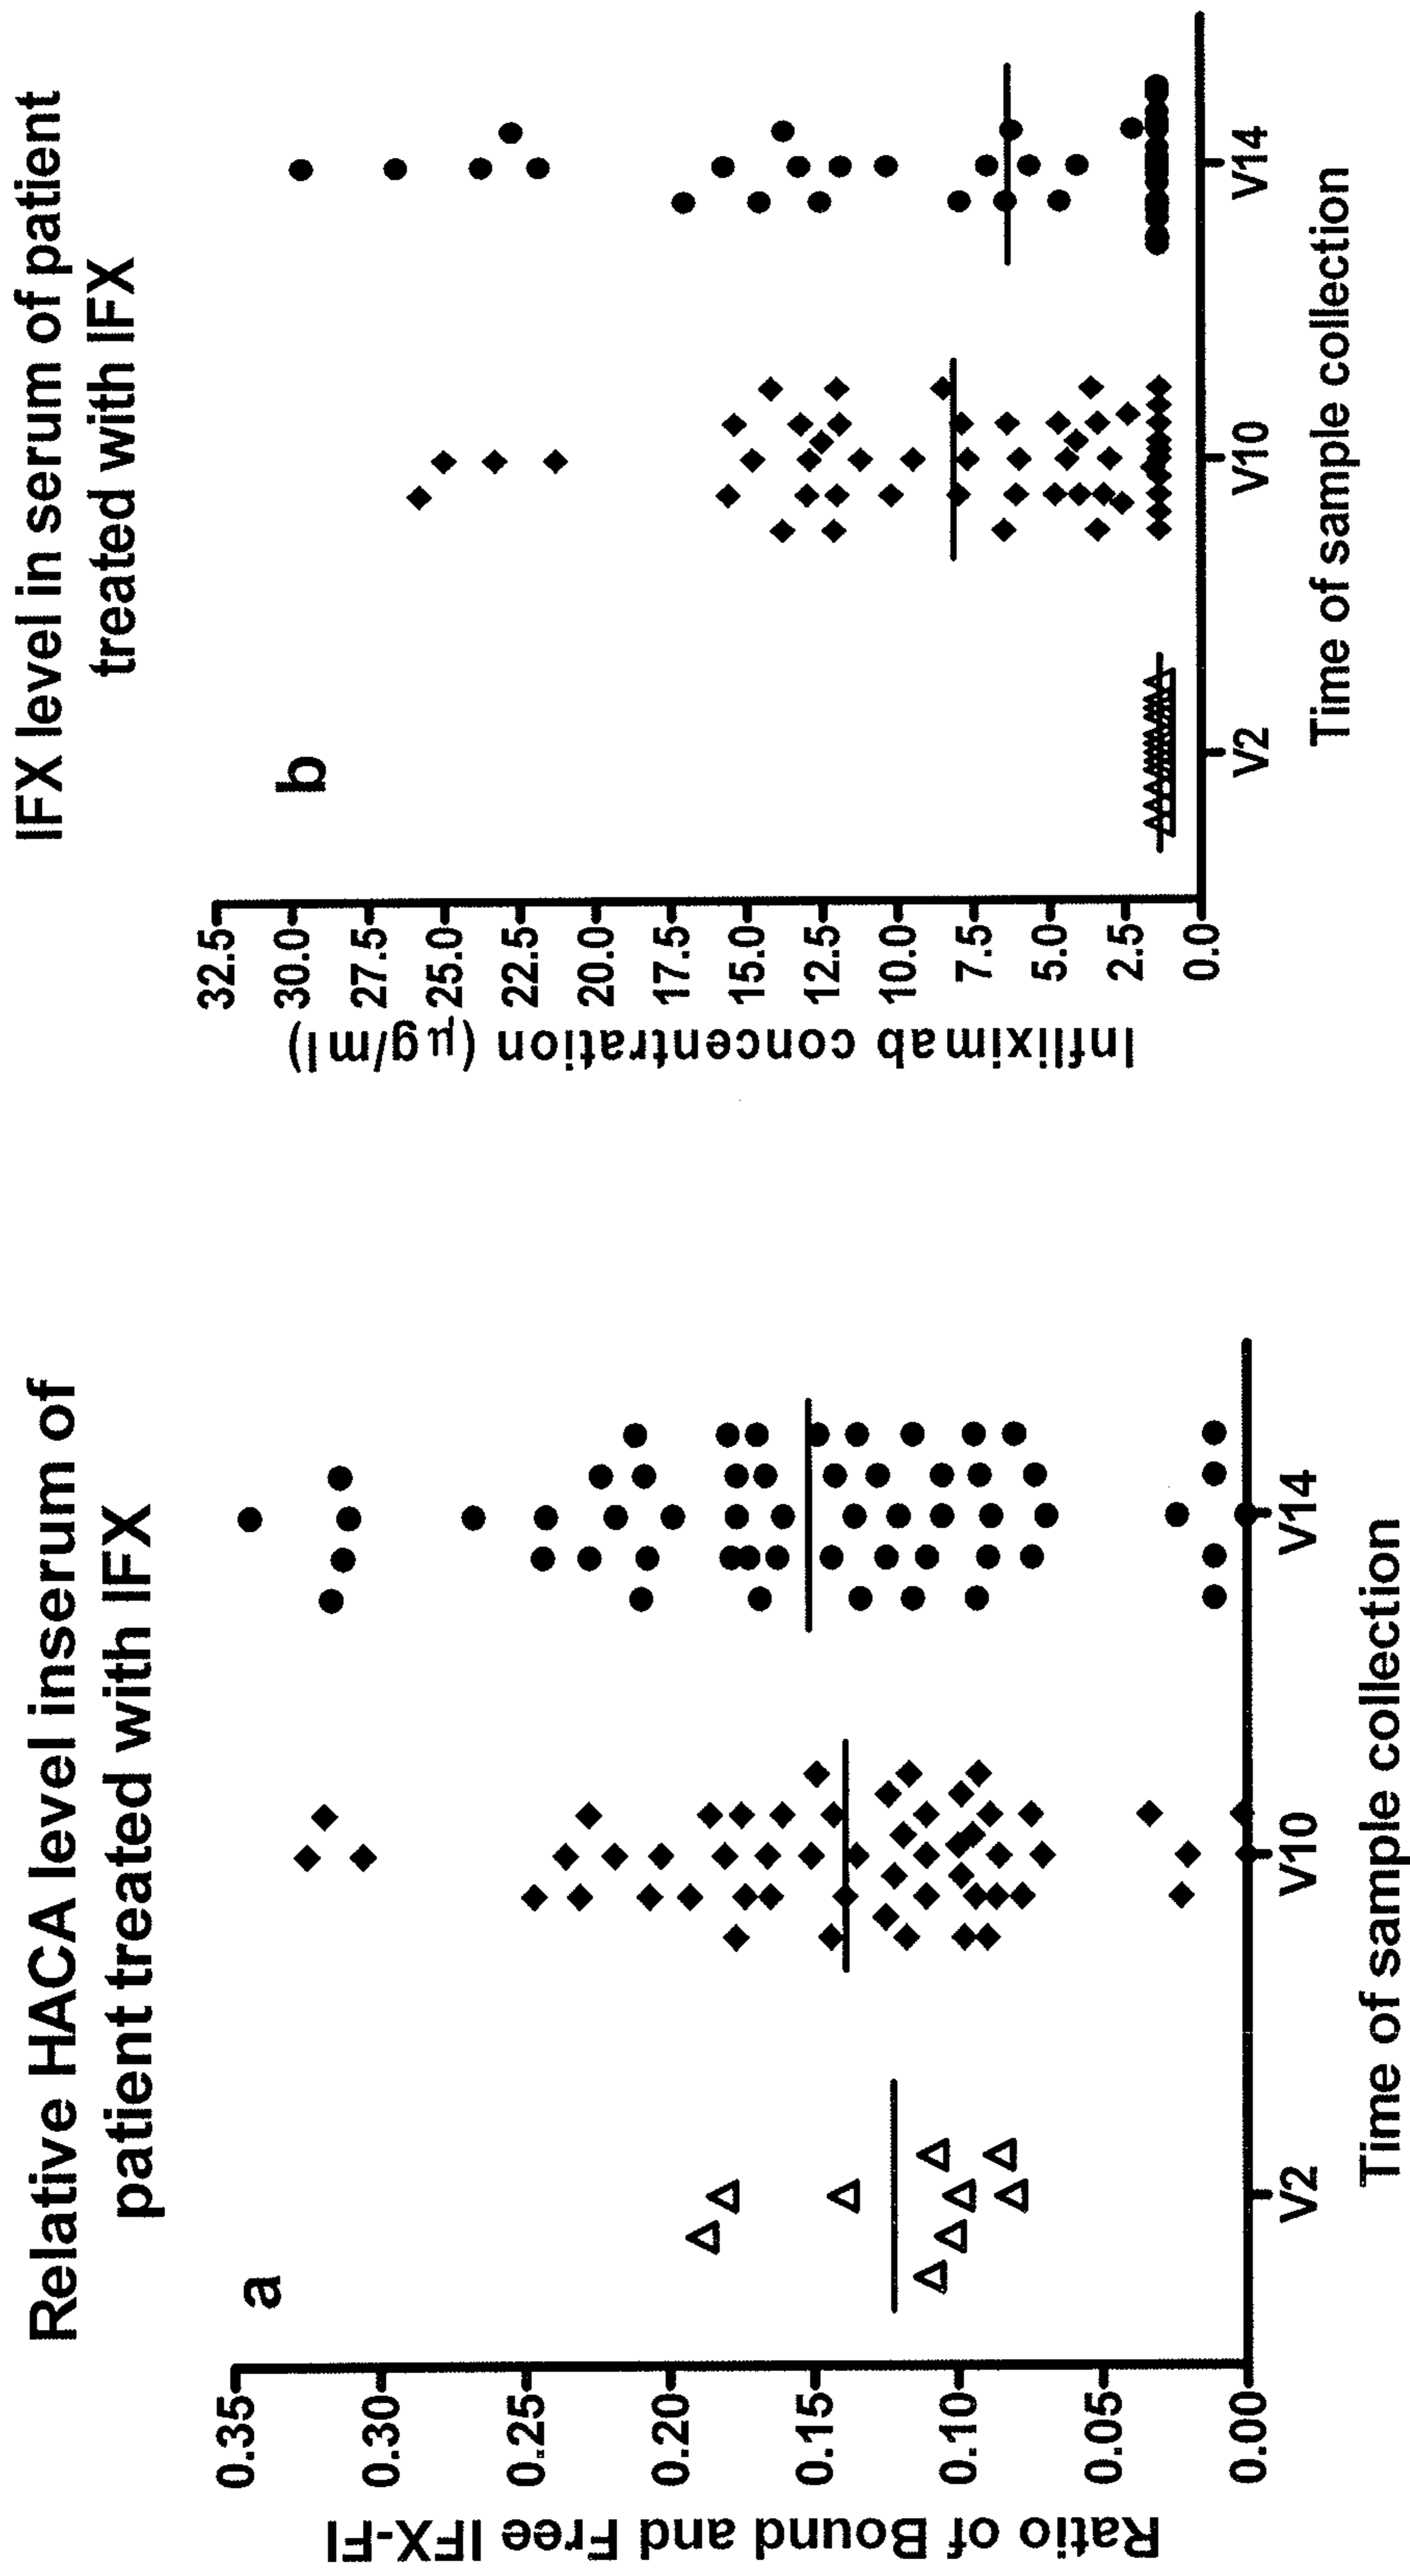 Relative HACA level inserum of
patient treated with IFX
a
Ratio of Bound and Free IFX-FI
0.35
0.30
0.25
0.20
0.15
0.10
0.05
0.00
V2
V10
V14
Time of sample collection
IFX level in serum of patient
treated with IFX
b
Infliximab concentration (µg/ml)
32.5
30.0
27.5
25.0
22.5
20.0
17.5
15.0
12.5
10.0
7.5
5.0
2.5
0.0
V2
V10
V14
Time of sample collection